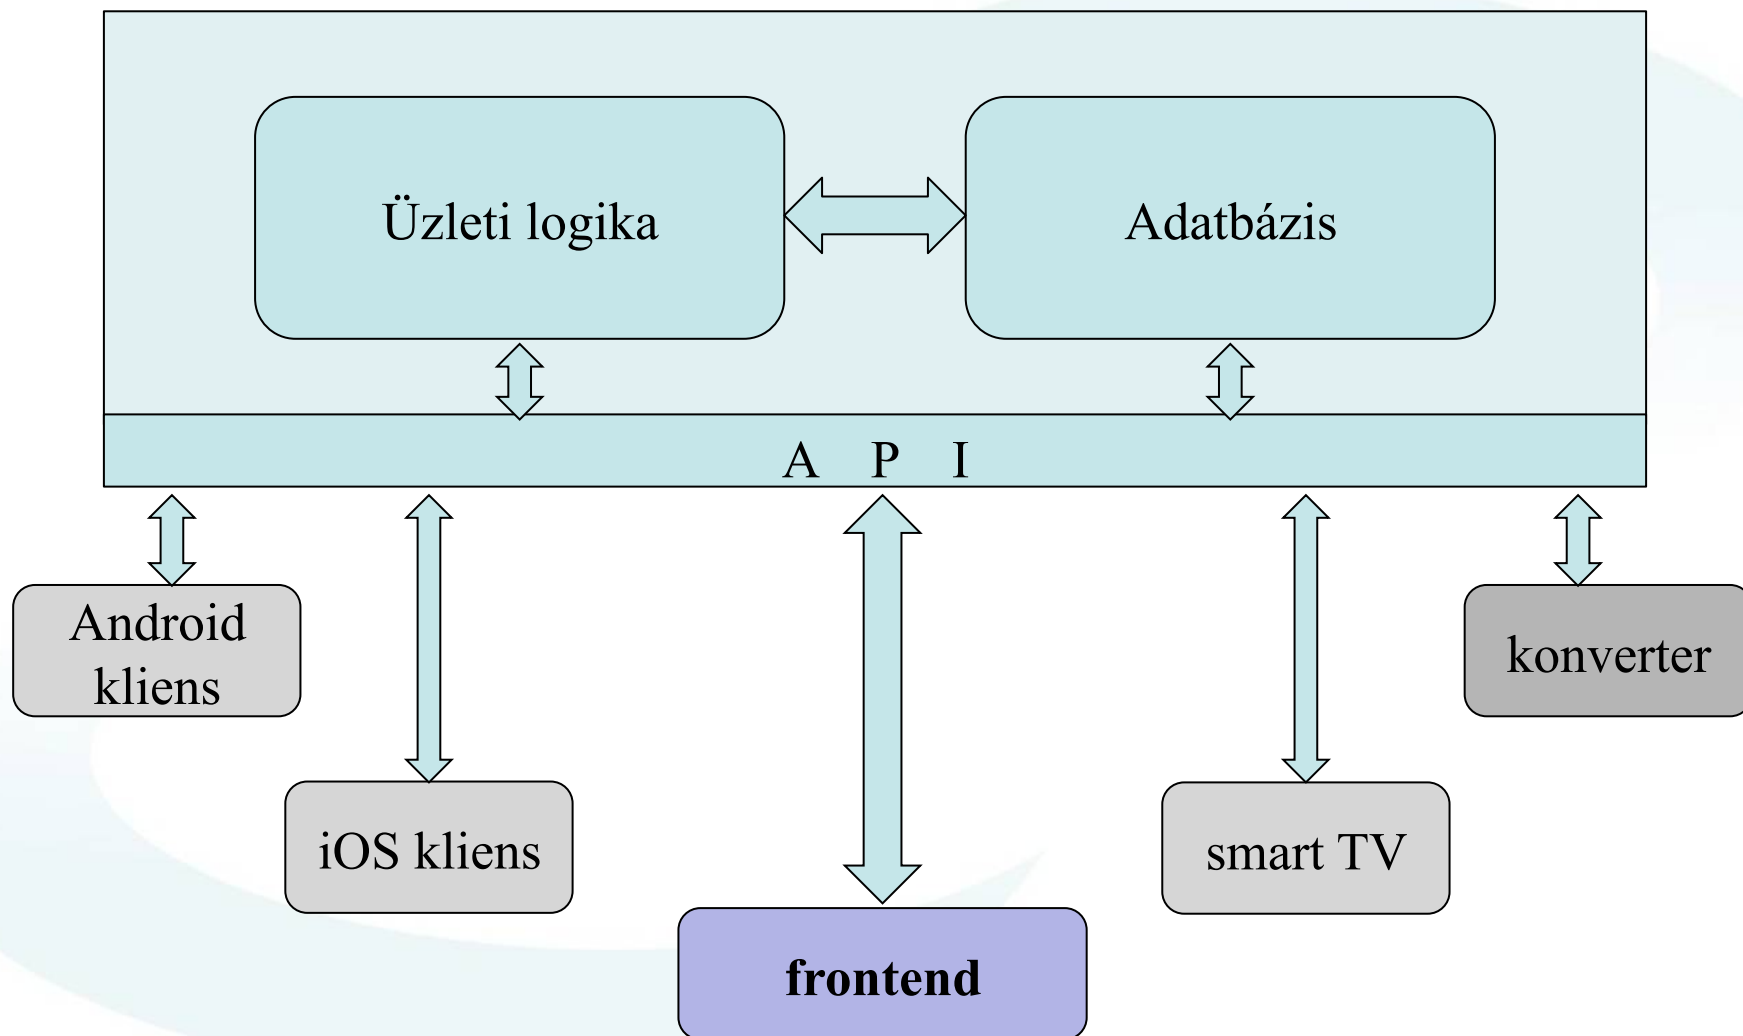 Üzleti logika
Adatbázis
A P I
Android
kliens
konverter
iOS kliens
smart TV
frontend